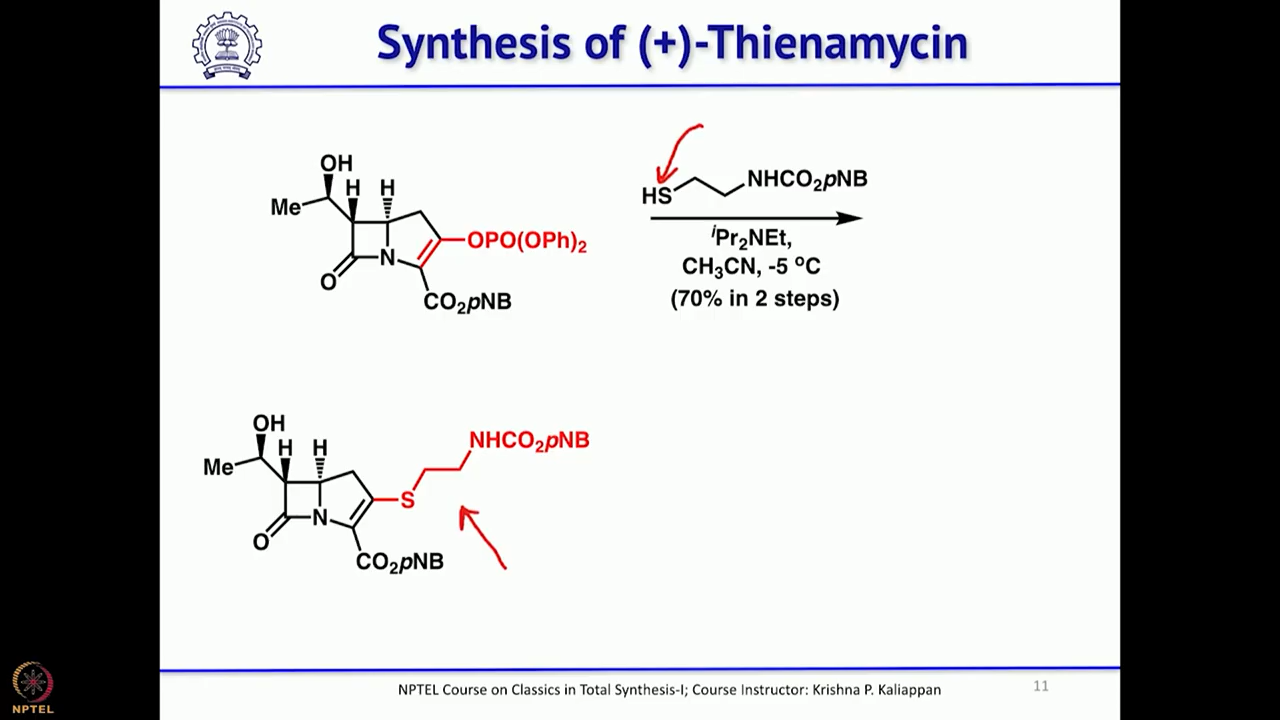 Synthesis of (+)-Thienamycin
OH
H H
Me
OPO(OPh)2
N
O
CO2pNB
HS NHCO2pNB
iPr2NEt,
CH3CN, -5 oC
(70% in 2 steps)
OH
H H
NHCO2pNB
Me
S
N
O
CO2pNB
NPTEL
NPTEL Course on Classics in Total Synthesis-I; Course Instructor: Krishna P. Kaliappan
11